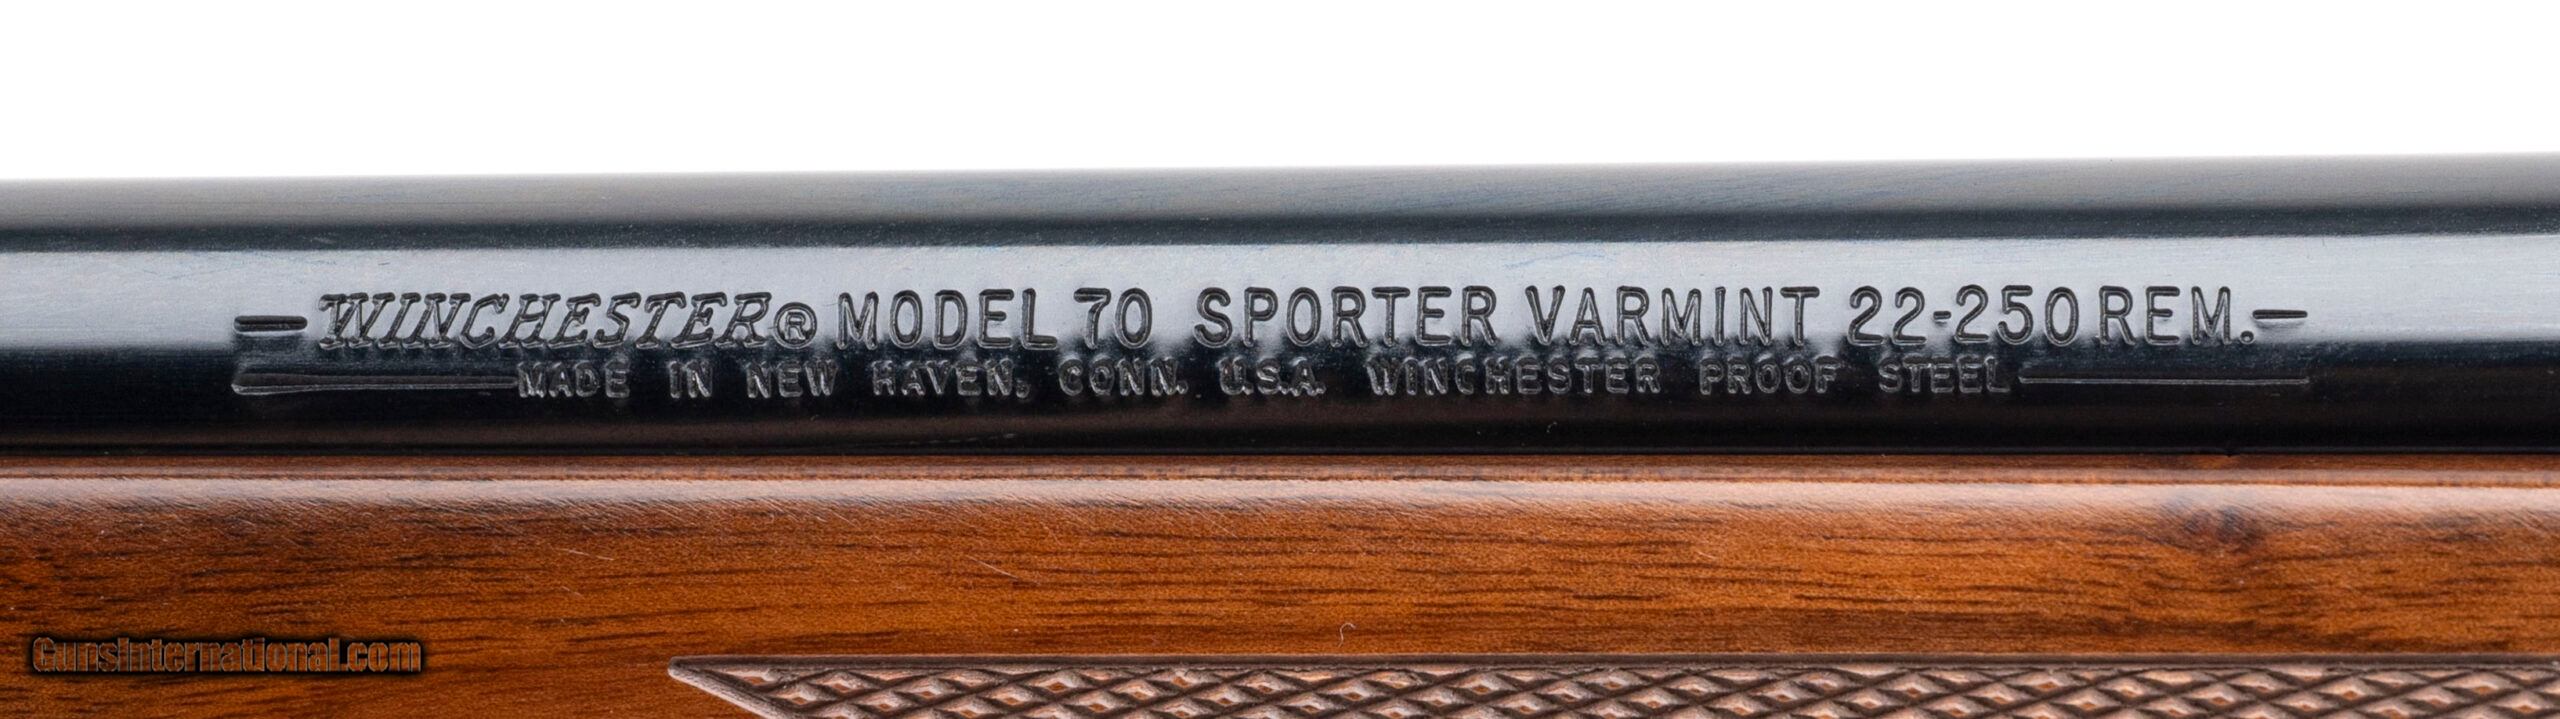 —WINCHESTER® MODEL 70 SPORTER VARMINT 22-250 REM.—
MADE IN NEW HAVEN, CONN. U.S.A. WINCHESTER PROOF STEEL
GunsInternational.com